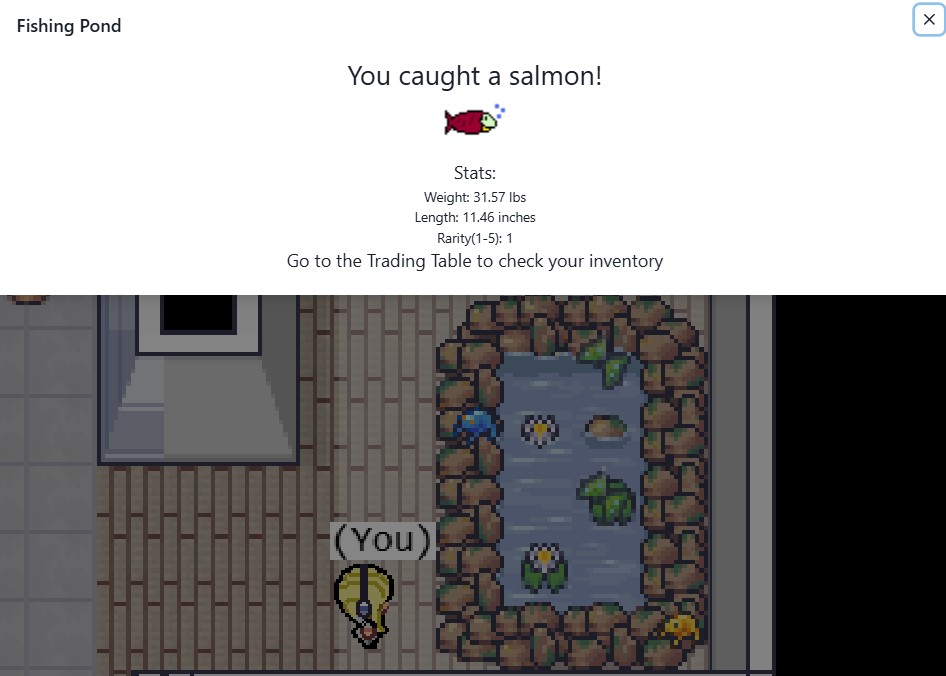 Fishing Pond
You caught a salmon!
Stats:
Weight: 31.57 lbs
Length: 11.46 inches
Rarity(1-5): 1
Go to the Trading Table to check your inventory
(You)